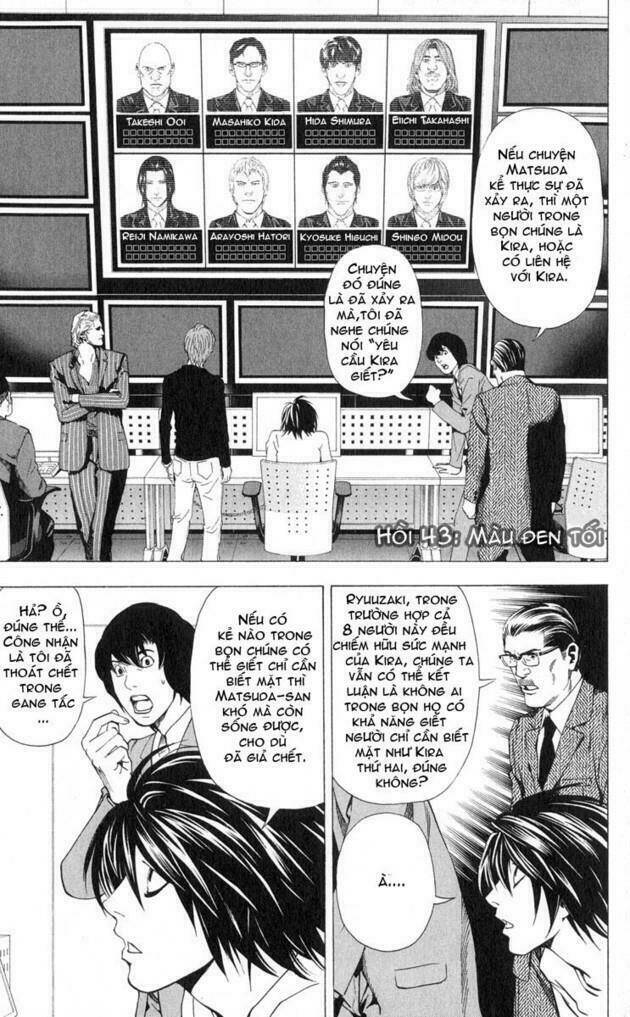 Takeshi Ooi
Masahiko Kida
Hida Shimura
Eiichi Takahashi
Reiji Namikawa
Arayoshi Hatori
Kyosuke Higuchi
Shingo Midou
Nếu chuyện
Matsuda
kể thực sự đã
xảy ra, thì một
người trong
bọn chúng là
Kira, hoặc
có liên hệ
với Kira.
Chuyện
đó đúng
là đã xảy ra
mà, tôi đã
nghe chúng
nói “yêu
cầu Kira
giết?”
Hồi 43: Màu đen tối
Ryuuzaki, trong
trường hợp cả
8 người này đều
chiếm hữu sức mạnh
của Kira, chúng ta
vẫn có thể kết
luận là không ai
trong bọn họ có
khả năng giết
người chỉ cần biết
mặt như Kira
thứ hai, đúng
không?
À....
Nếu có
kẻ nào trong
bọn chúng có
thể giết chỉ cần
biết mặt thì
Matsuda-san
khó mà còn
sống được,
cho dù
đã giả chết.
Hả? Ồ,
đúng thế...
Công nhận
là tôi đã
thoát chết
trong
gang tấc
...